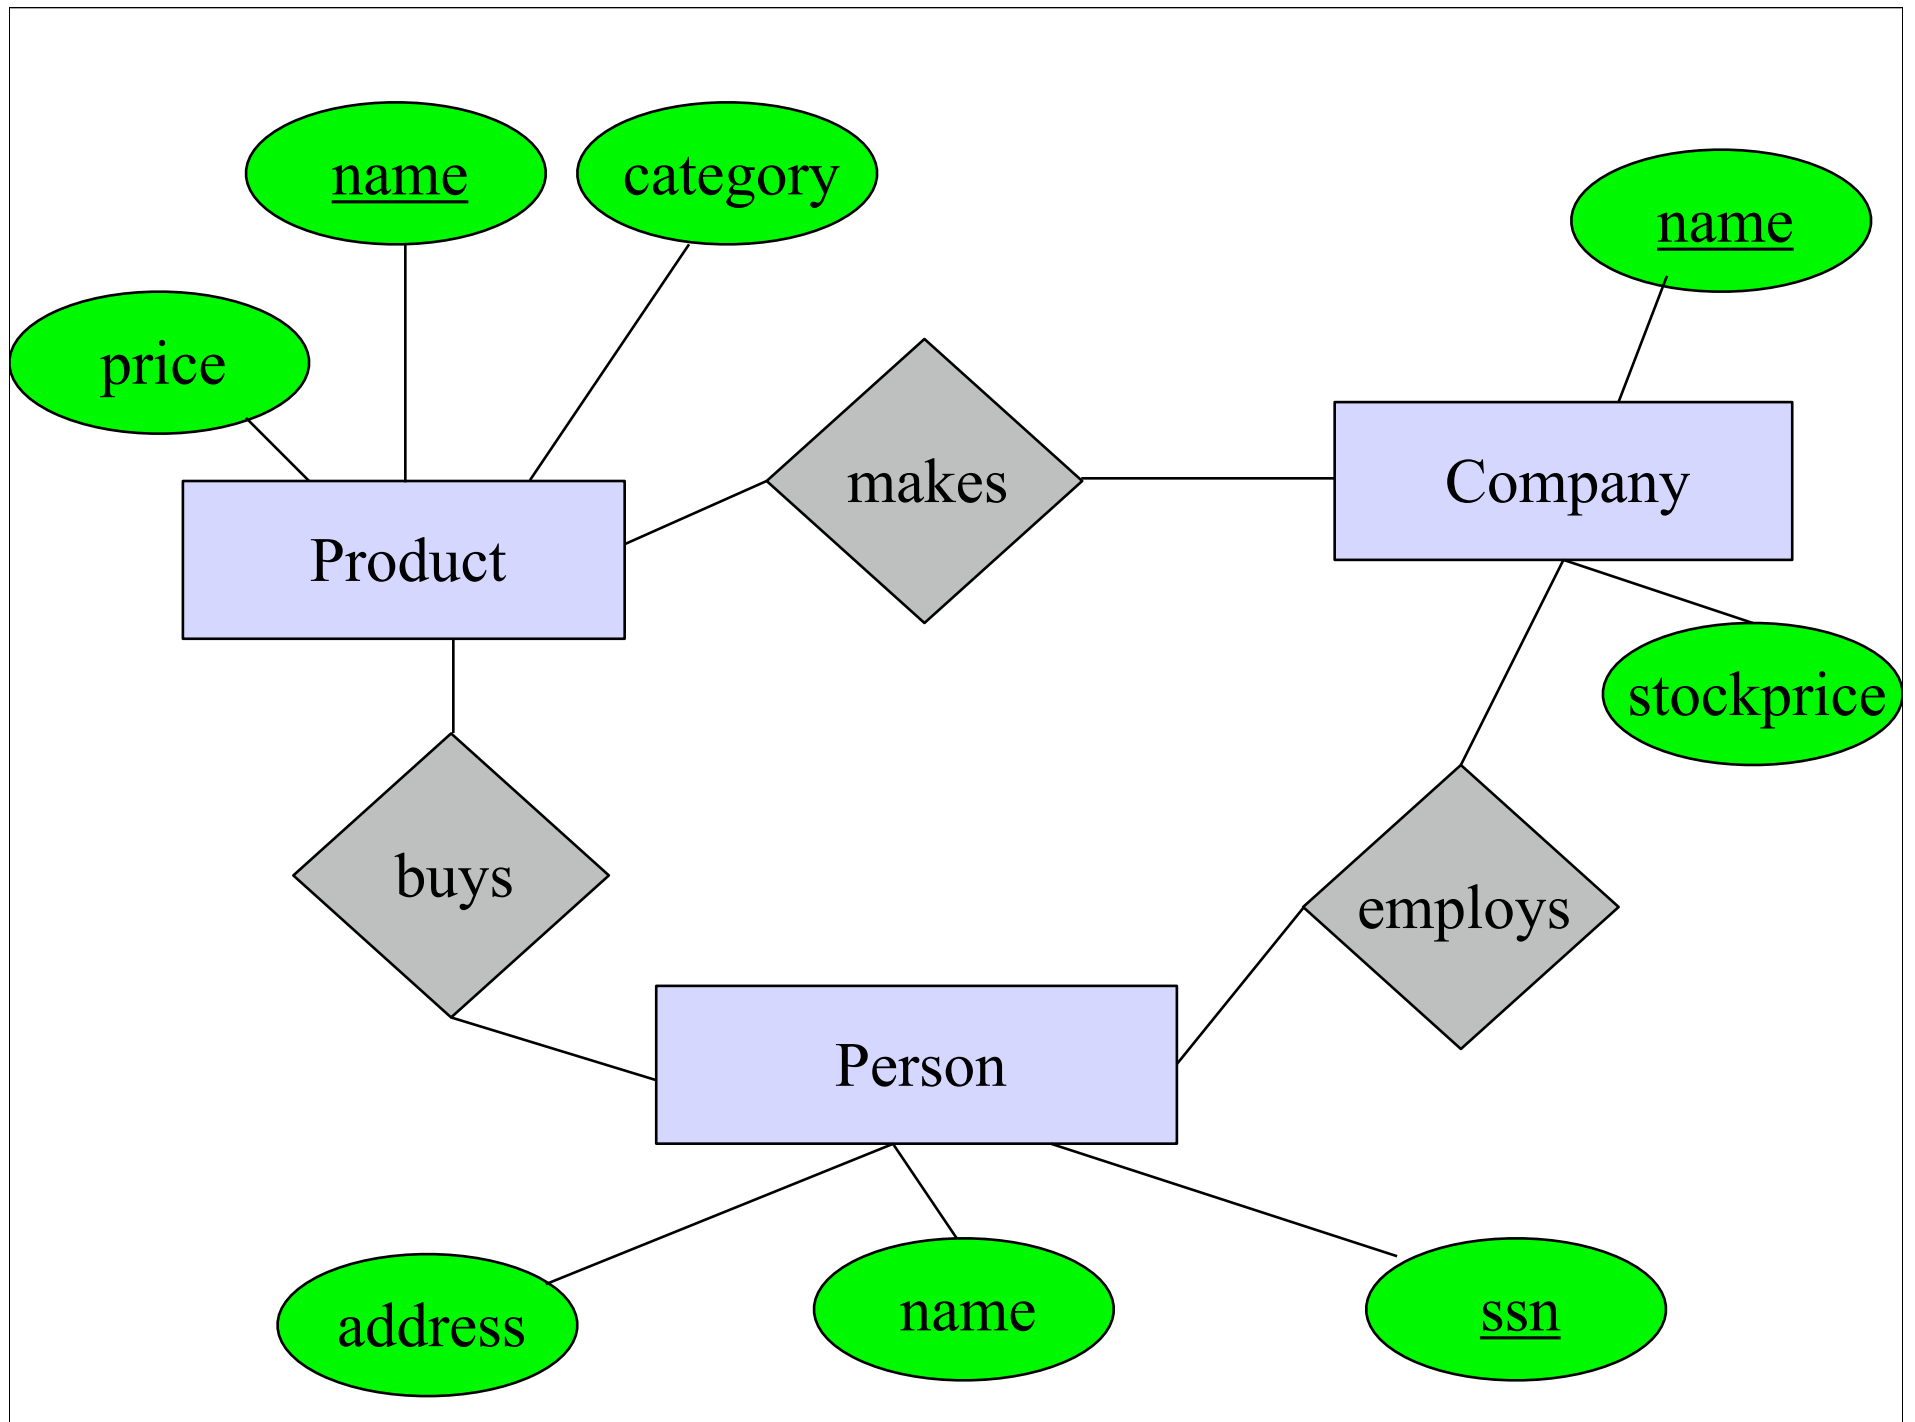 name
category
name
price
makes
Company
Product
stockprice
buys
employs
Person
address
name
ssn